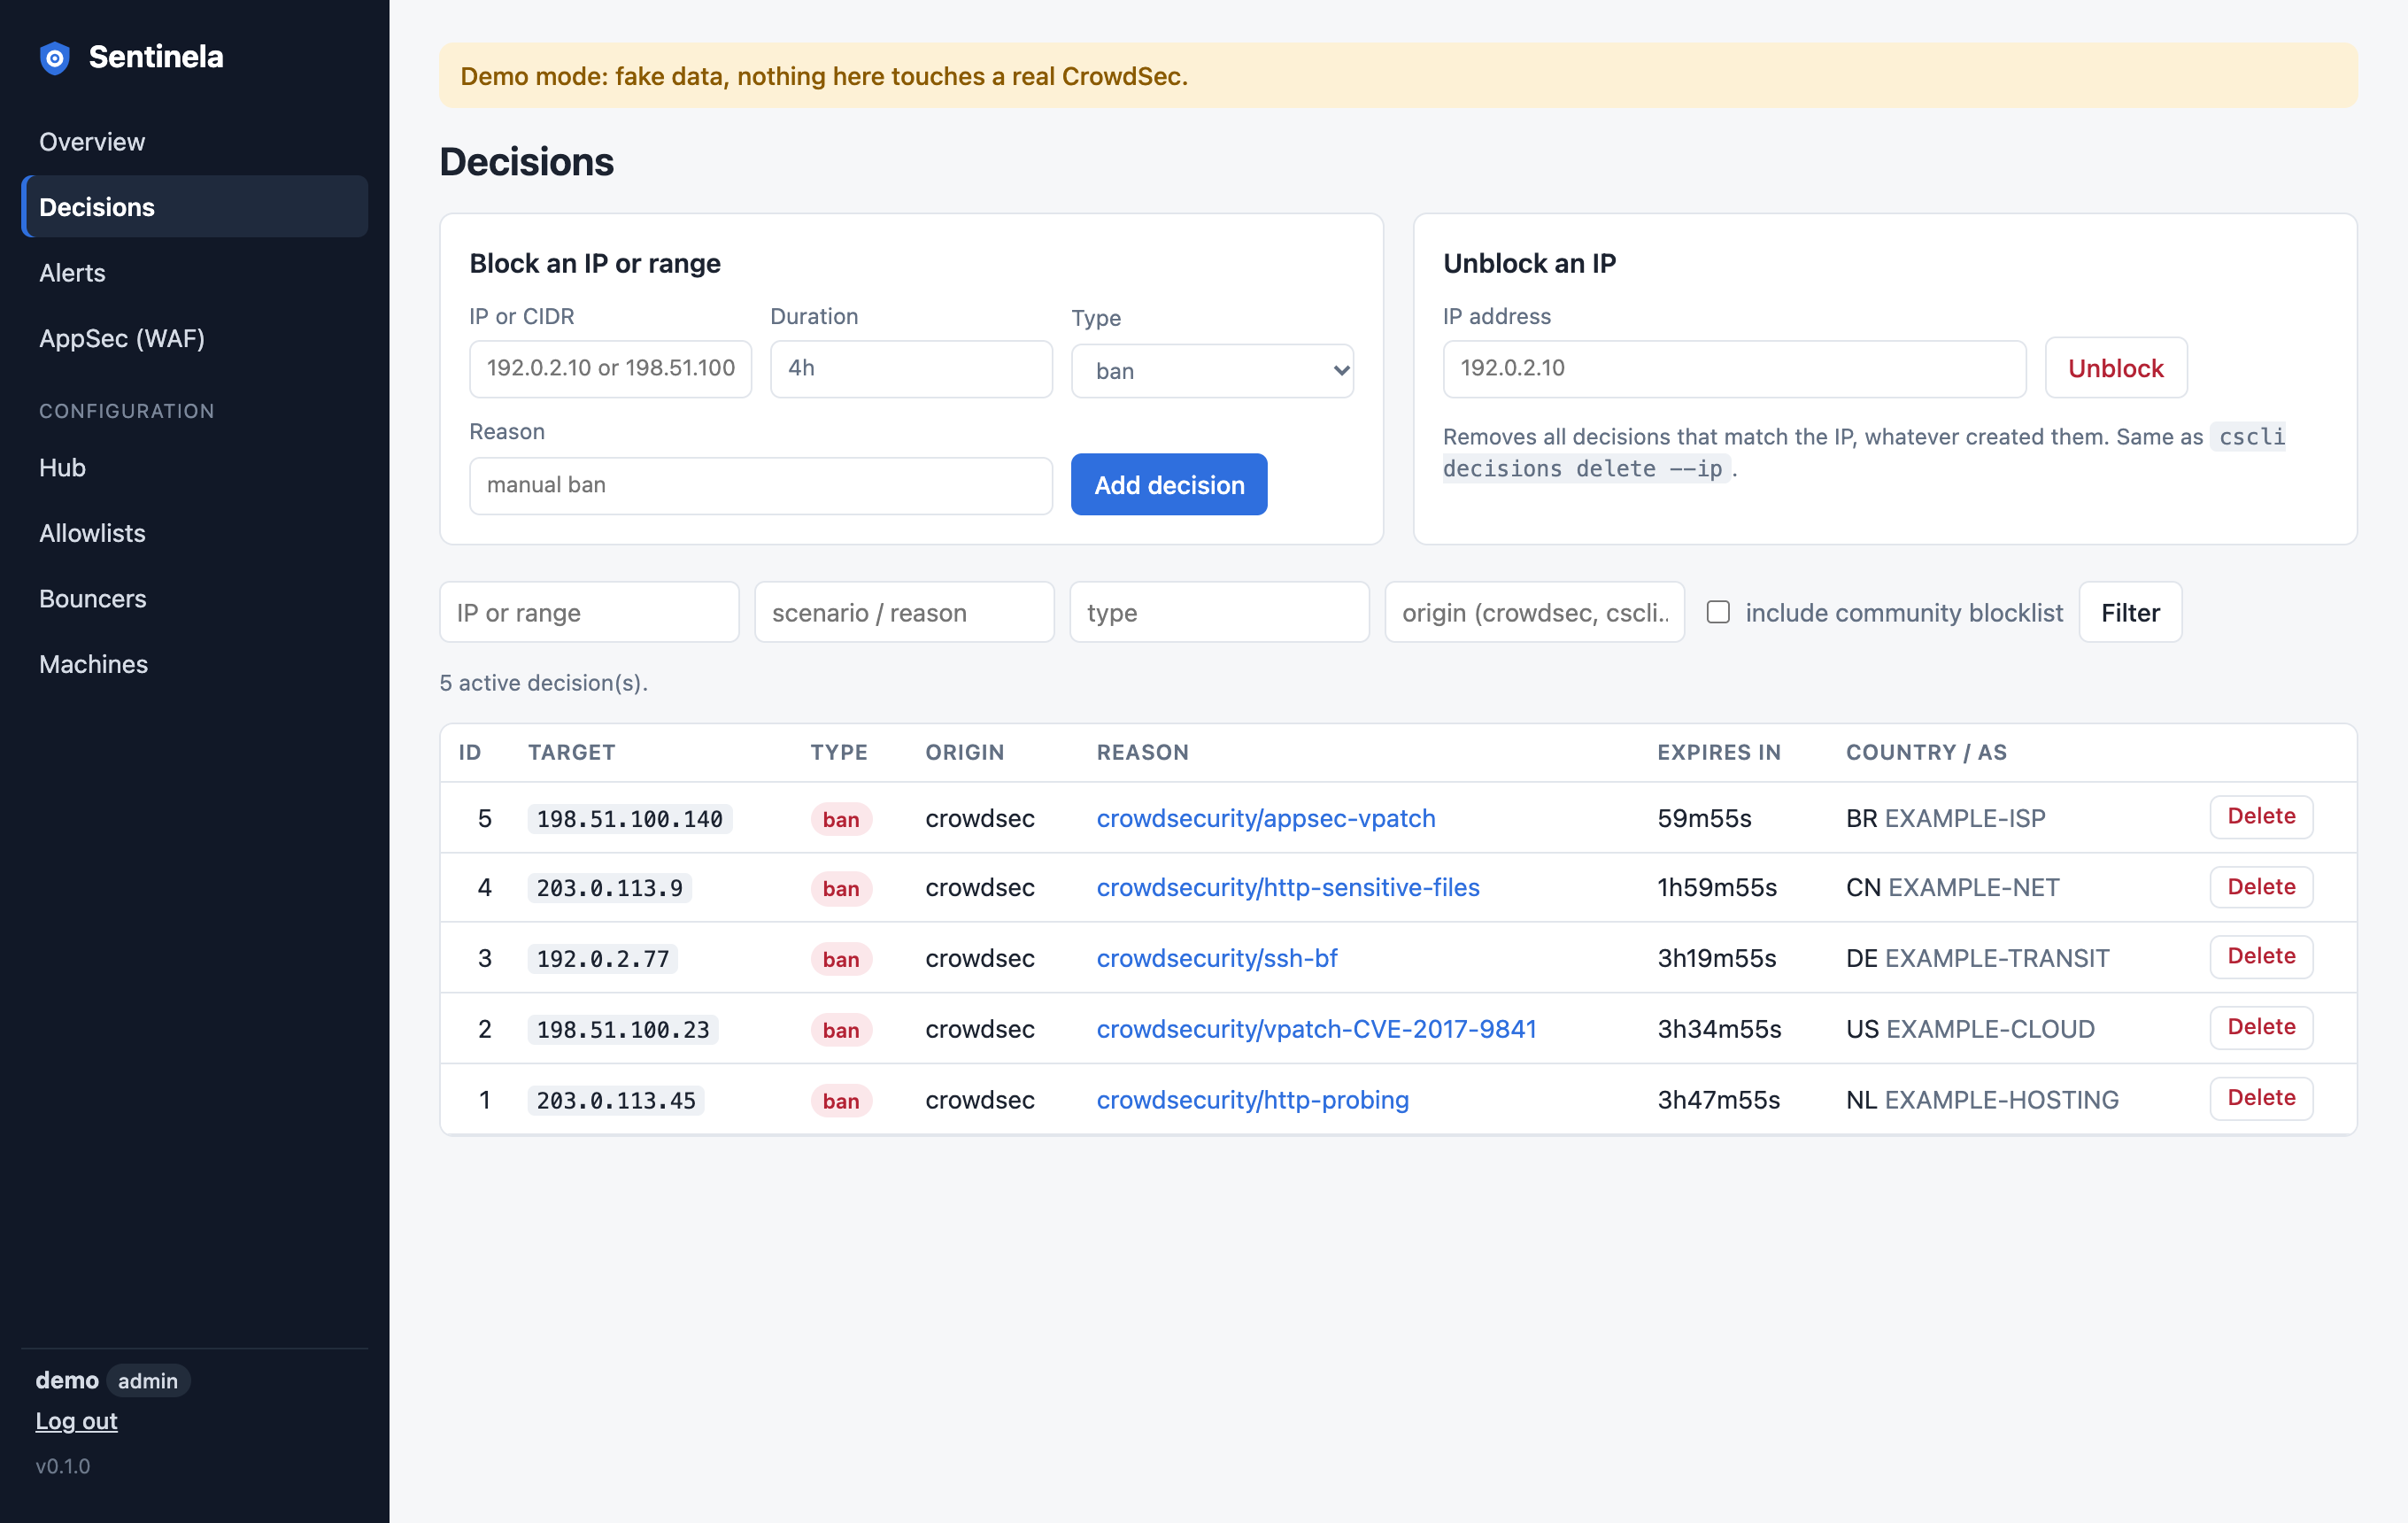 Sentinela
Overview
Decisions
Alerts
AppSec (WAF)
CONFIGURATION
Hub
Allowlists
Bouncers
Machines
demo admin
Log out
v0.1.0
Demo mode: fake data, nothing here touches a real CrowdSec.
Decisions
Block an IP or range
IP or CIDR Duration Type
192.0.2.10 or 198.51.100 4h ban
Reason
manual ban Add decision
Unblock an IP
IP address
192.0.2.10 Unblock
Removes all decisions that match the IP, whatever created them. Same as cscli
decisions delete --ip.
IP or range scenario / reason type origin (crowdsec, cscli.. include community blocklist Filter
5 active decision(s).
ID TARGET TYPE ORIGIN REASON EXPIRES IN COUNTRY / AS
5 198.51.100.140 ban crowdsec crowdsecurity/appsec-vpatch 59m55s BR EXAMPLE-ISP Delete
4 203.0.113.9 ban crowdsec crowdsecurity/http-sensitive-files 1h59m55s CN EXAMPLE-NET Delete
3 192.0.2.77 ban crowdsec crowdsecurity/ssh-bf 3h19m55s DE EXAMPLE-TRANSIT Delete
2 198.51.100.23 ban crowdsec crowdsecurity/vpatch-CVE-2017-9841 3h34m55s US EXAMPLE-CLOUD Delete
1 203.0.113.45 ban crowdsec crowdsecurity/http-probing 3h47m55s NL EXAMPLE-HOSTING Delete